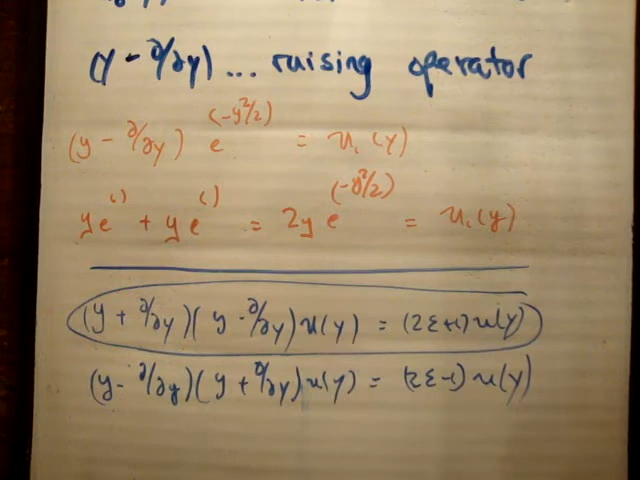 (y - ∂/∂y) ... raising operator
(y - ∂/∂y) e^(-y²/2) = u₁(y)
ye^() + ye^() = 2y e^(-y²/2) = u₁(y)
(y + ∂/∂y)(y - ∂/∂y)u(y) = (2ε+1)u(y)
(y - ∂/∂y)(y + ∂/∂y)u(y) = (2ε-1)u(y)